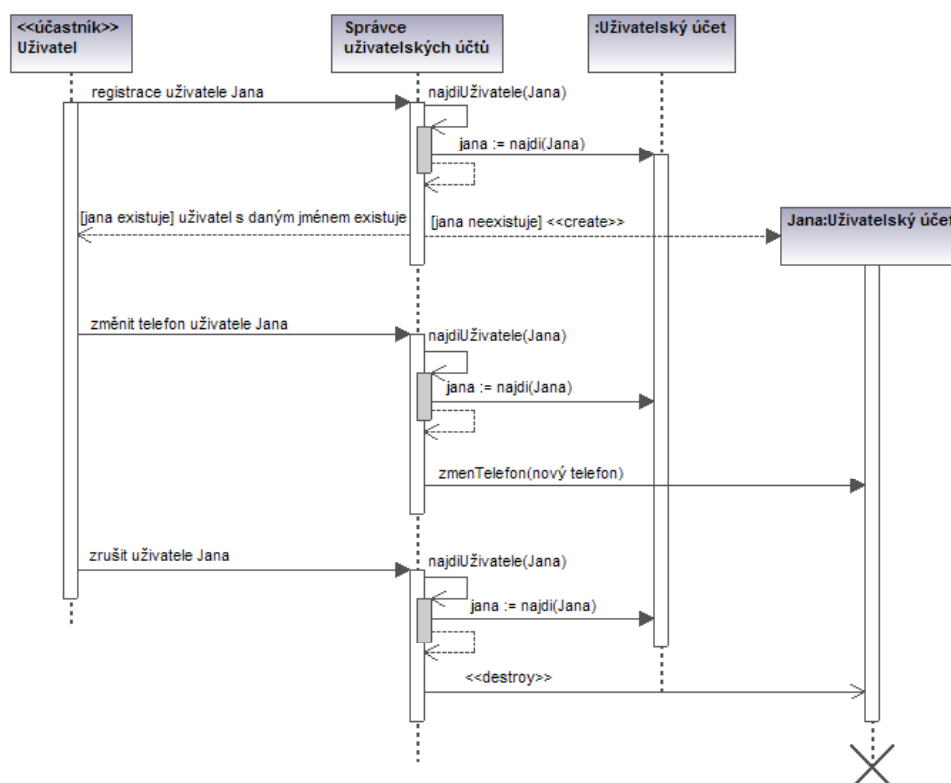 <<účastník>>
Uživatel
Správce
uživatelských účtů
:Uživatelský účet
registrace uživatele Jana
najdiUživatele(Jana)
jana := najdi(Jana)
[jana existuje] uživatel s daným jménem existuje
[jana neexistuje] <<create>>
Jana:Uživatelský účet
změnit telefon uživatele Jana
najdiUživatele(Jana)
jana := najdi(Jana)
zmenTelefon(nový telefon)
zrušit uživatele Jana
najdiUživatele(Jana)
jana := najdi(Jana)
<<destroy>>